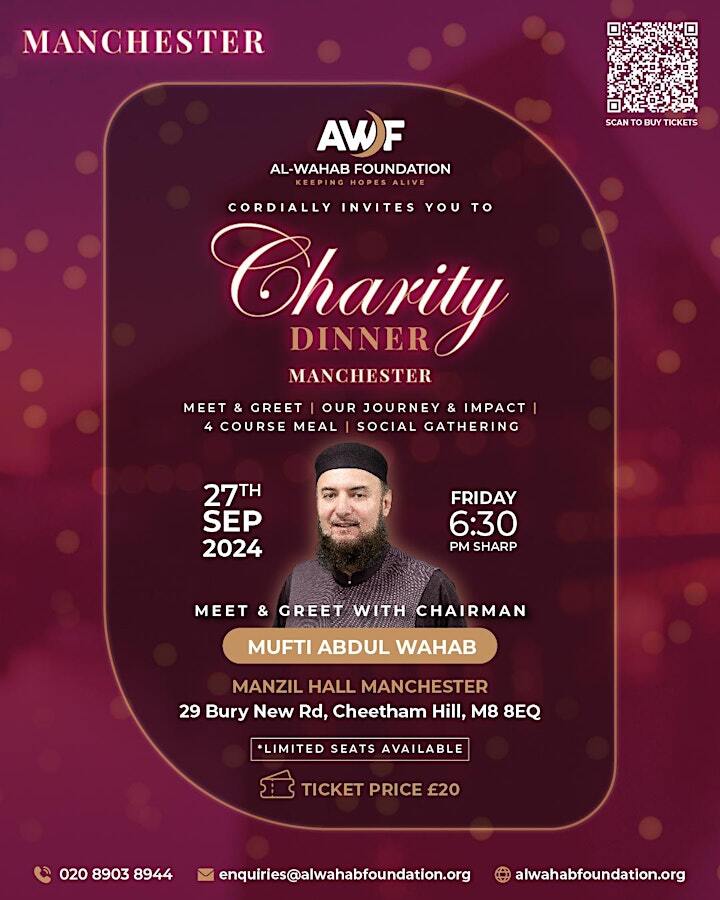 MANCHESTER
SCAN TO BUY TICKETS
AWF
AL-WAHAB FOUNDATION
KEEPING HOPES ALIVE
CORDIALLY INVITES YOU TO
Charity
DINNER
MANCHESTER
MEET & GREET | OUR JOURNEY & IMPACT |
4 COURSE MEAL | SOCIAL GATHERING
27TH
SEP
2024
FRIDAY
6:30
PM SHARP
MEET & GREET WITH CHAIRMAN
MUFTI ABDUL WAHAB
MANZIL HALL MANCHESTER
29 Bury New Rd, Cheetham Hill, M8 8EQ
*LIMITED SEATS AVAILABLE
TICKET PRICE £20
020 8903 8944 enquiries@alwahabfoundation.org alwahabfoundation.org